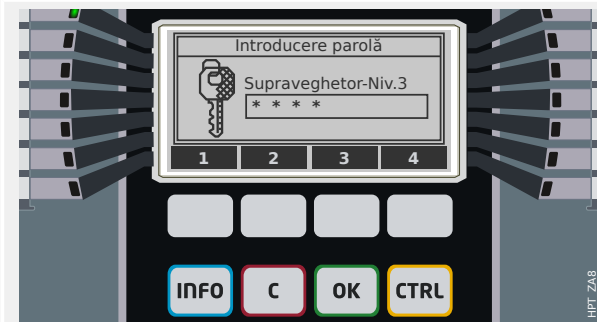 Introducere parolă
Supraveghetor-Niv.3
* * * *
1 2 3 4
INFO C OK CTRL
HPT_ZA8